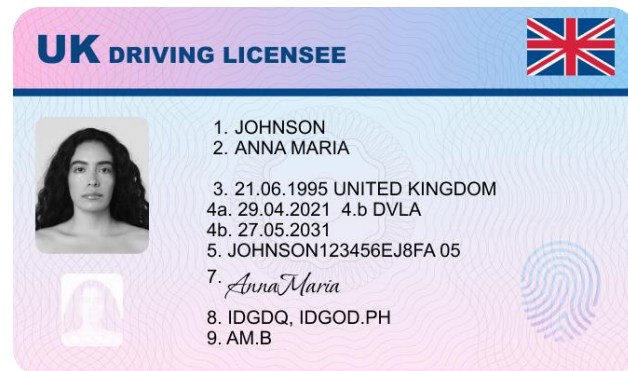 UK DRIVING LICENSEE
1. JOHNSON
2. ANNA MARIA
3. 21.06.1995 UNITED KINGDOM
4a. 29.04.2021 4.b DVLA
4b. 27.05.2031
5. JOHNSON123456EJ8FA 05
7. AnnaMaria
8. IDGDQ, IDGOD.PH
9. AM.B